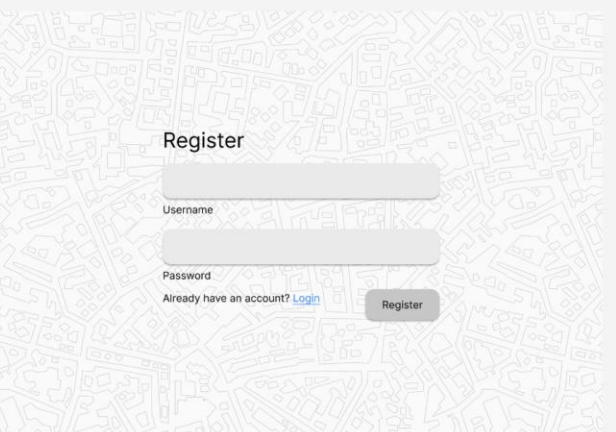 Register
Username
Password
Already have an account? Login
Register